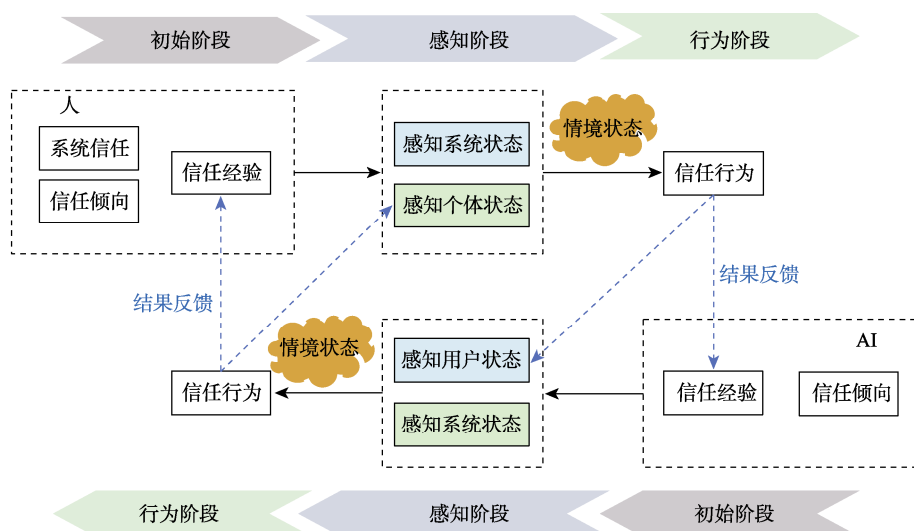 初始阶段
感知阶段
行为阶段
人
系统信任
信任倾向
信任经验
感知系统状态
感知个体状态
情境状态
信任行为
结果反馈
结果反馈
情境状态
信任行为
感知用户状态
感知系统状态
AI
信任经验
信任倾向
行为阶段
感知阶段
初始阶段